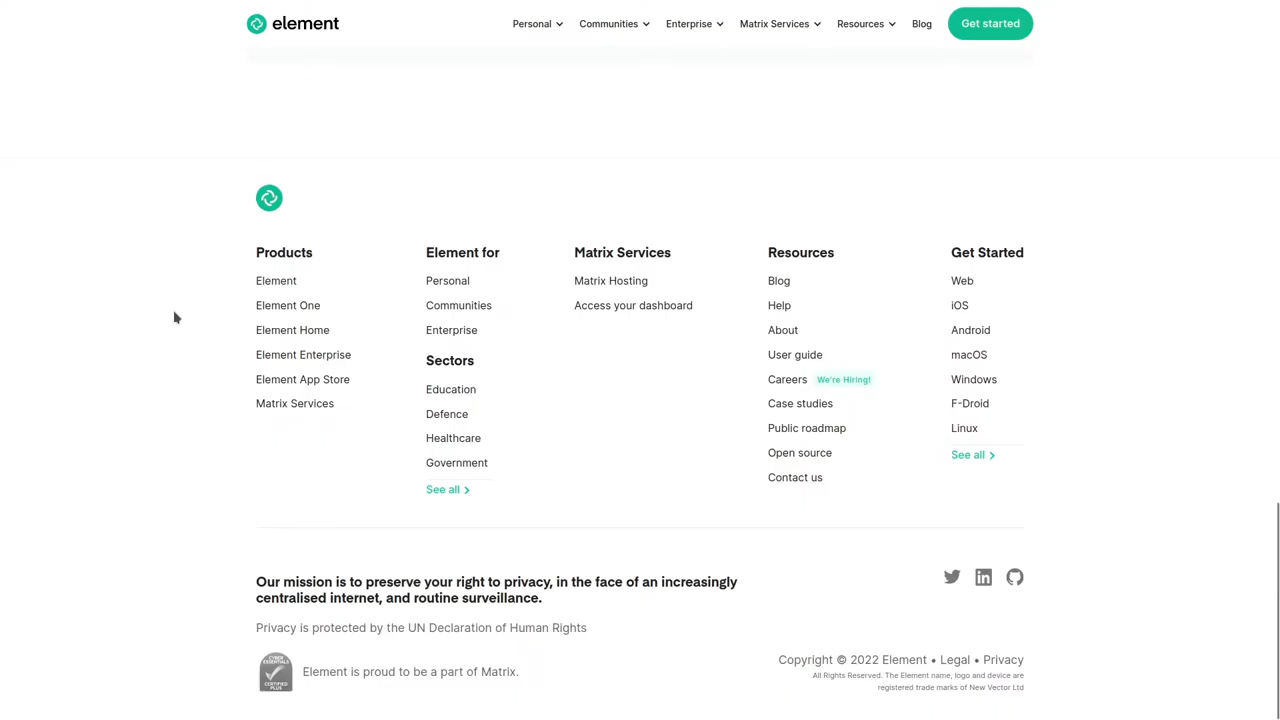 element
Personal
Communities
Enterprise
Matrix Services
Resources
Blog
Get started
Products
Element
Element One
Element Home
Element Enterprise
Element App Store
Matrix Services
Element for
Personal
Communities
Enterprise
Sectors
Education
Defence
Healthcare
Government
See all
Matrix Services
Matrix Hosting
Access your dashboard
Resources
Blog
Help
About
User guide
Careers We're Hiring!
Case studies
Public roadmap
Open source
Contact us
Get Started
Web
iOS
Android
macOS
Windows
F-Droid
Linux
See all
Our mission is to preserve your right to privacy, in the face of an increasingly
centralised internet, and routine surveillance.
Privacy is protected by the UN Declaration of Human Rights
CYBER
ESSENTIALS
CERTIFIED
PLUS
Element is proud to be a part of Matrix.
Copyright © 2022 Element • Legal • Privacy
All Rights Reserved. The Element name, logo and device are
registered trade marks of New Vector Ltd